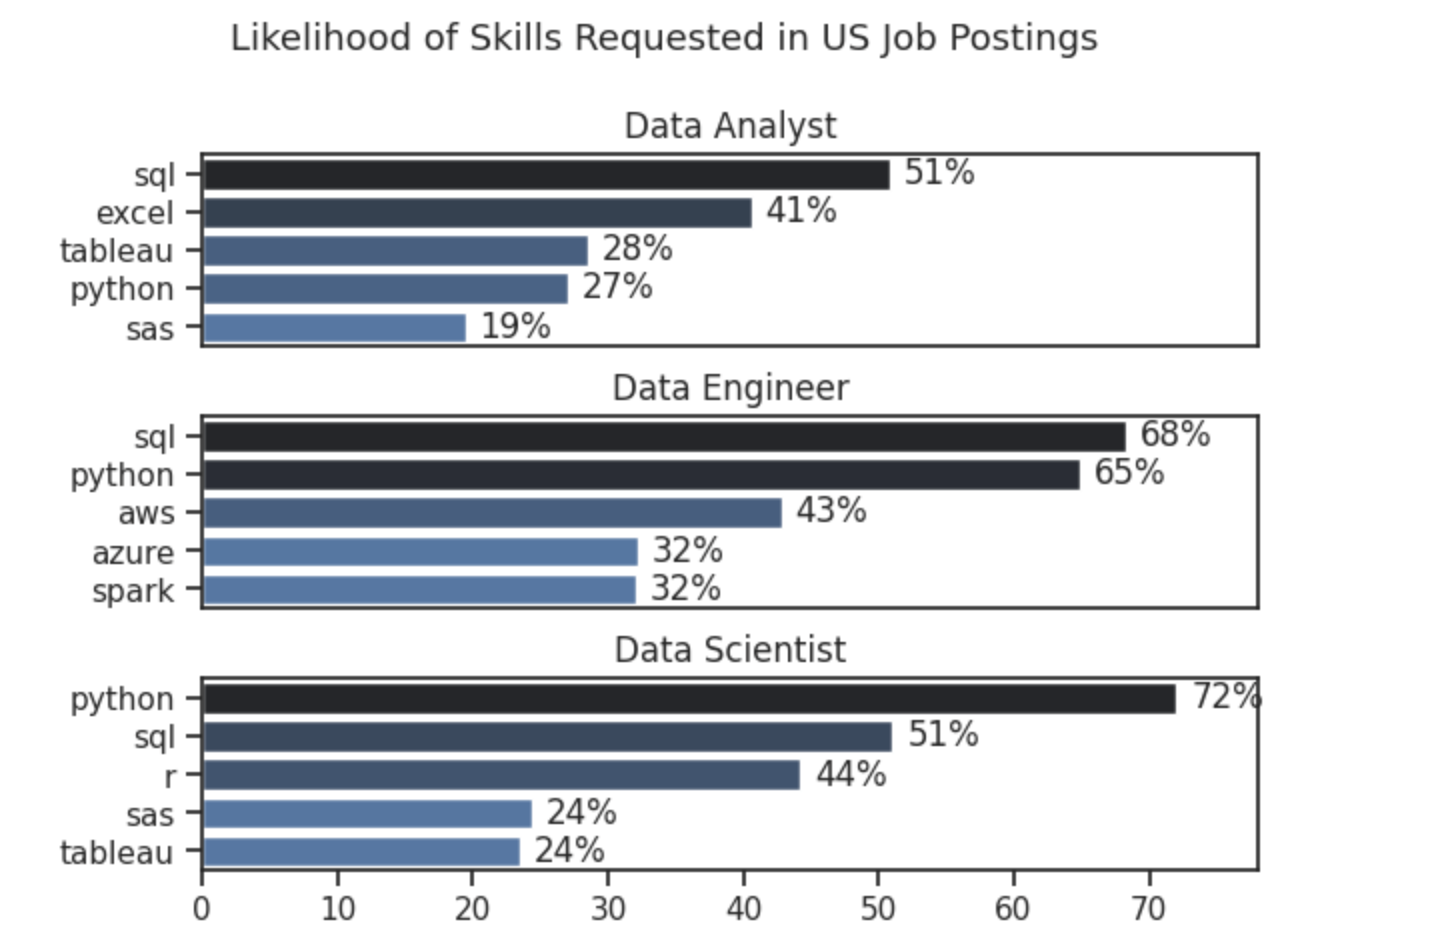 Likelihood of Skills Requested in US Job Postings
Data Analyst
sql 51%
excel 41%
tableau 28%
python 27%
sas 19%
Data Engineer
sql 68%
python 65%
aws 43%
azure 32%
spark 32%
Data Scientist
python 72%
sql 51%
r 44%
sas 24%
tableau 24%
0 10 20 30 40 50 60 70